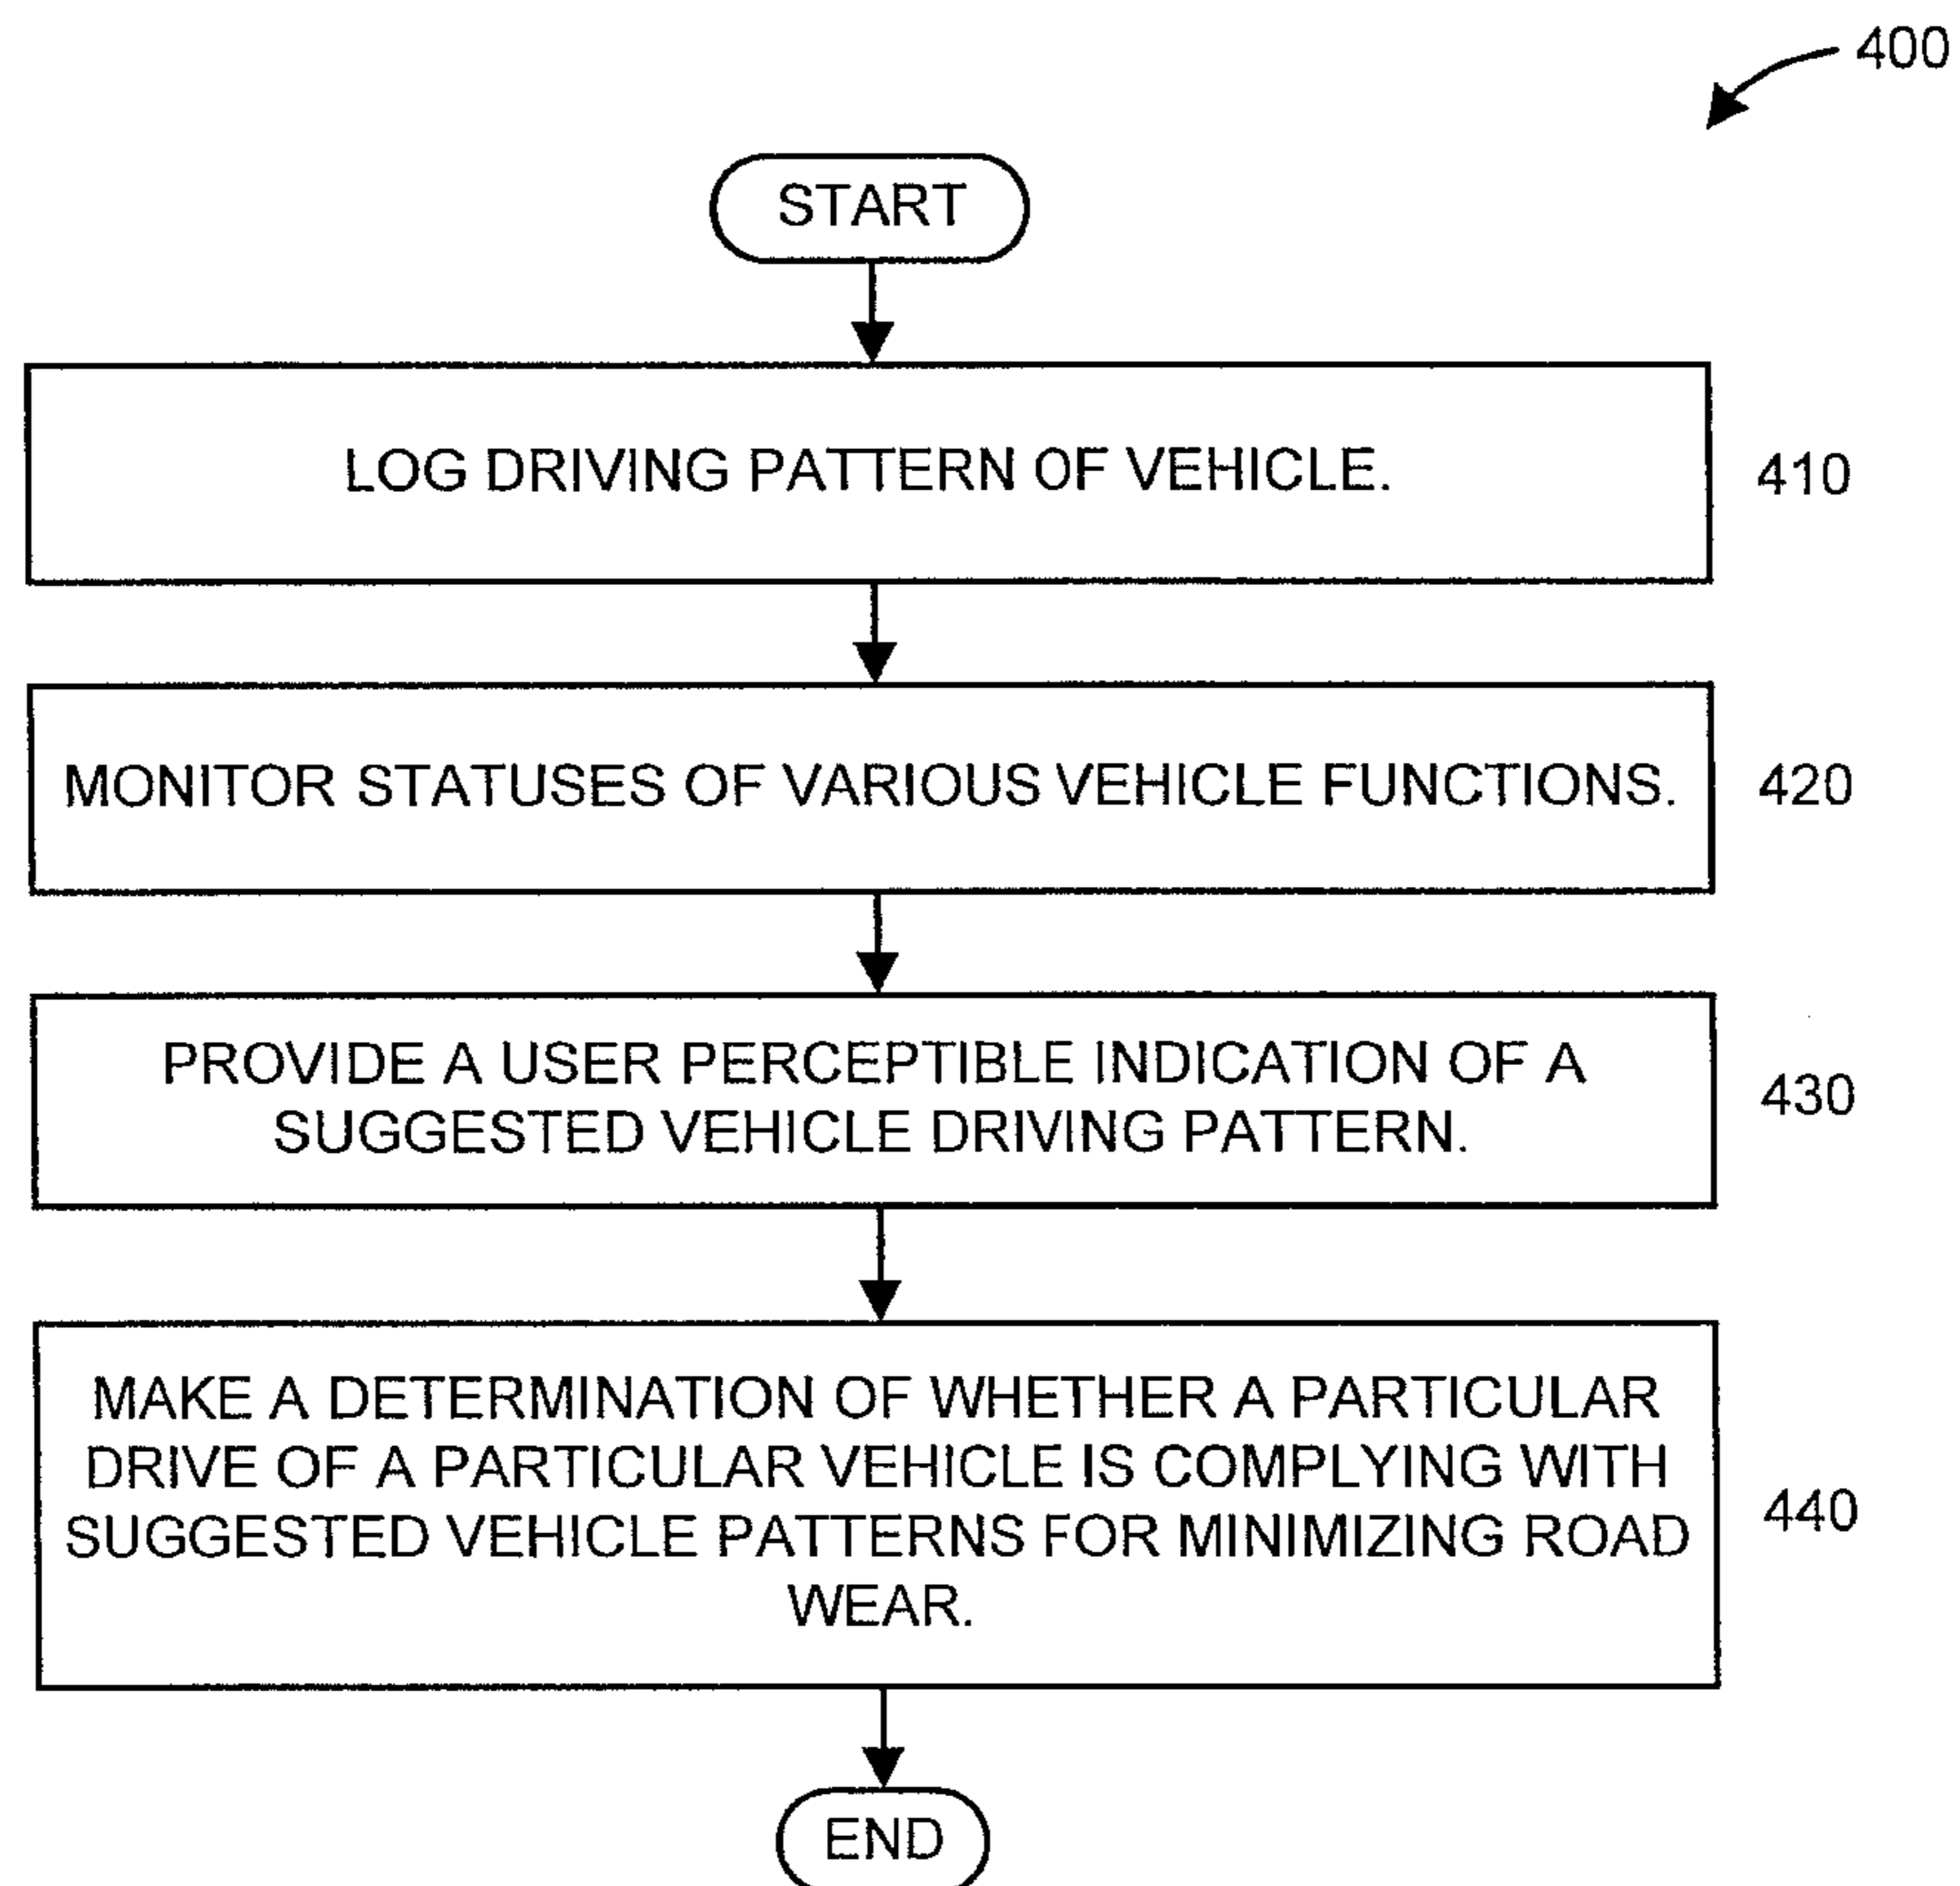 400
START
LOG DRIVING PATTERN OF VEHICLE.
410
MONITOR STATUSES OF VARIOUS VEHICLE FUNCTIONS.
420
PROVIDE A USER PERCEPTIBLE INDICATION OF A
SUGGESTED VEHICLE DRIVING PATTERN.
430
MAKE A DETERMINATION OF WHETHER A PARTICULAR
DRIVE OF A PARTICULAR VEHICLE IS COMPLYING WITH
SUGGESTED VEHICLE PATTERNS FOR MINIMIZING ROAD
WEAR.
440
END